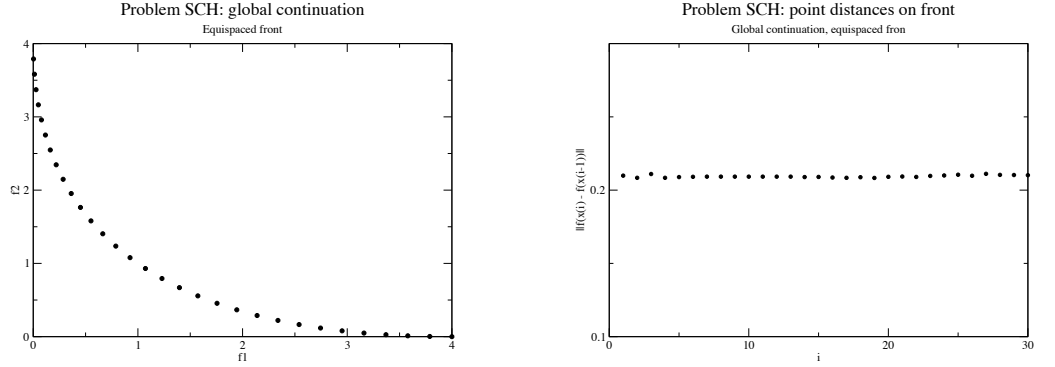 Problem SCH: global continuation
Equispaced front
4
3
2
1
0
f2
0
1
2
3
4
f1
Problem SCH: point distances on front
Global continuation, equispaced fron
0.2
0.1
||f(x(i) - f(x(i-1))||
0
10
20
30
i